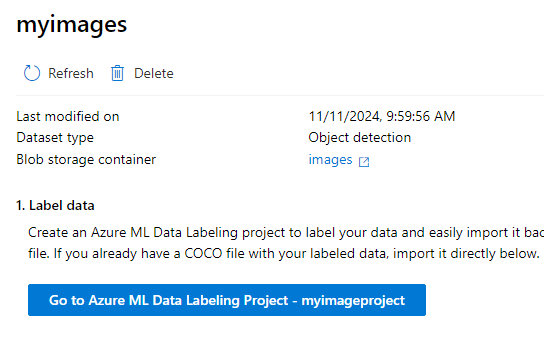 myimages
Refresh Delete
Last modified on 11/11/2024, 9:59:56 AM
Dataset type Object detection
Blob storage container images
1. Label data
Create an Azure ML Data Labeling project to label your data and easily import it bac
file. If you already have a COCO file with your labeled data, import it directly below.
Go to Azure ML Data Labeling Project - myimageproject